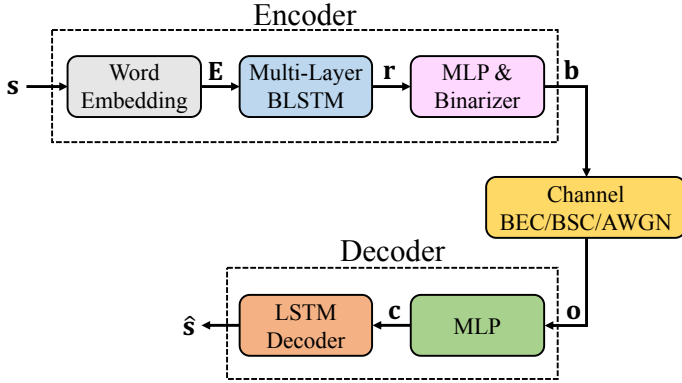 Encoder
s
Word
Embedding
E
Multi-Layer
BLSTM
r
MLP &
Binarizer
b
Channel
BEC/BSC/AWGN
Decoder
ŝ
LSTM
Decoder
c
MLP
o